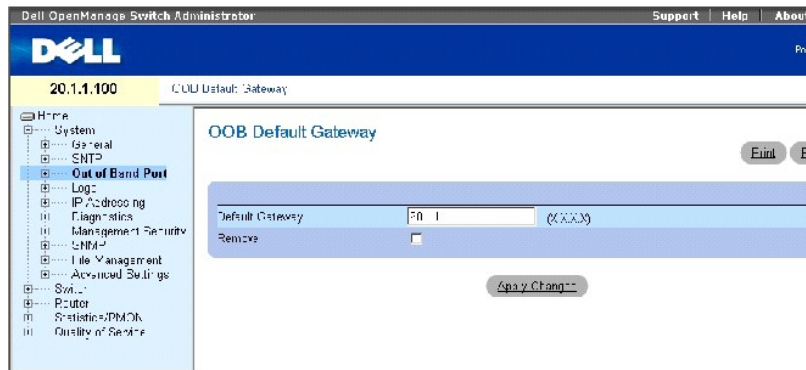 Dell OpenManage Switch Administrator
Support | Help | About
DELL
20.1.1.100
OOB Default Gateway
Home
System
General
SNTP
Out of Band Port
Logs
IP Addressing
Diagnostics
Management Security
SNMP
File Management
Advanced Settings
Switch
Router
Statistics/RMON
Quality of Service
OOB Default Gateway
Print
Default Gateway
(X.X.X.X)
Remove
Apply Changes